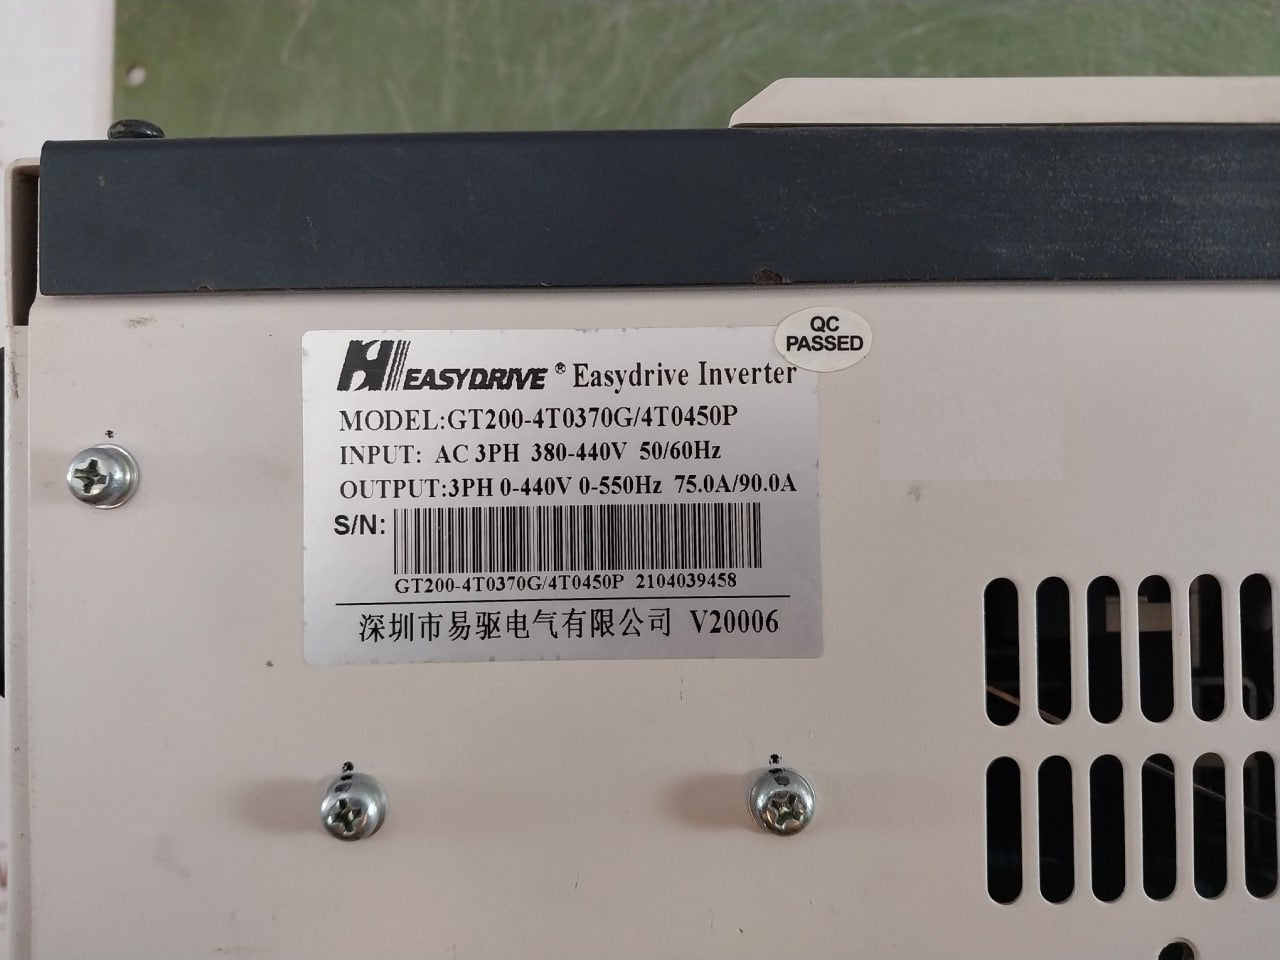 QC
PASSED
EASYDRIVE ® Easydrive Inverter
MODEL:GT200-4T0370G/4T0450P
INPUT: AC 3PH 380-440V 50/60Hz
OUTPUT:3PH 0-440V 0-550Hz 75.0A/90.0A
S/N:
GT200-4T0370G/4T0450P 2104039458
深圳市易驱电气有限公司 V20006